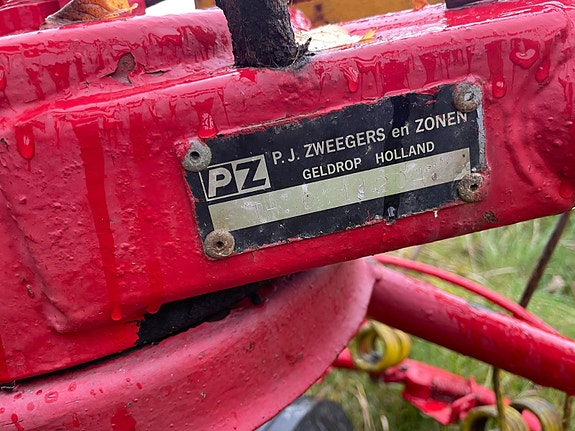 PZ
P.J. ZWEEGERS en ZONEN
GELDROP HOLLAND